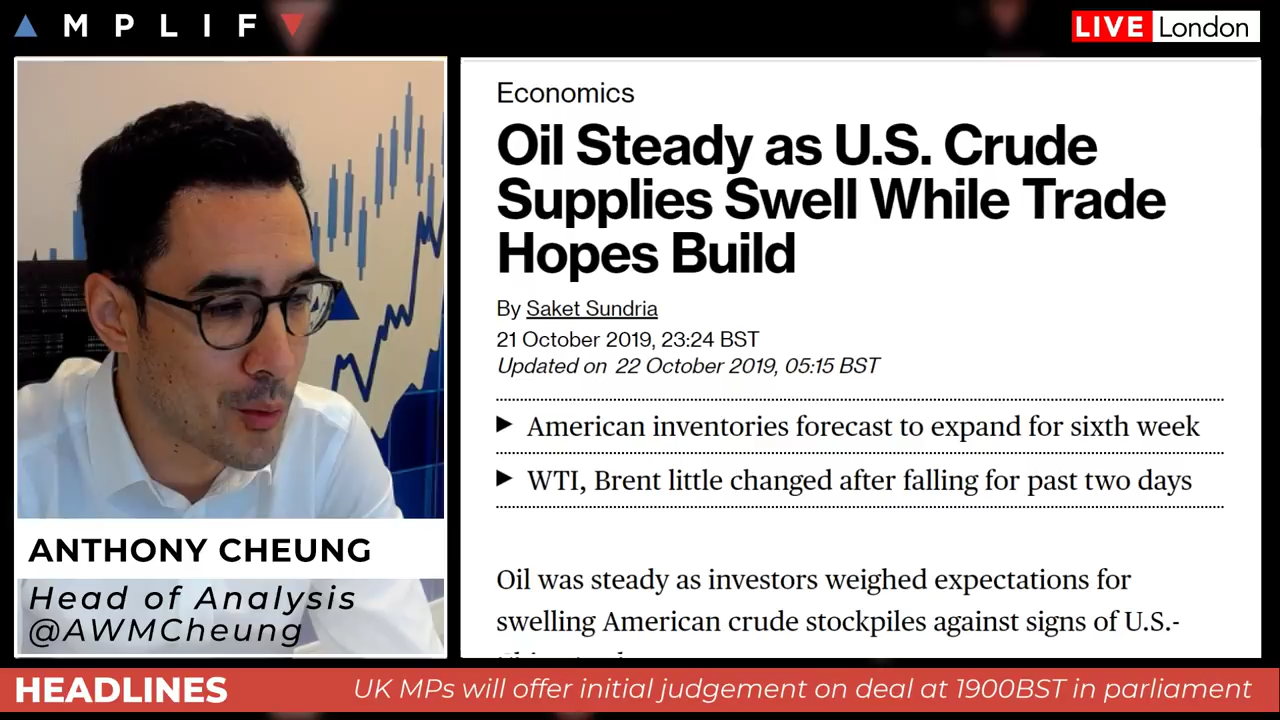 AMPLIFY
LIVE London
Economics
Oil Steady as U.S. Crude
Supplies Swell While Trade
Hopes Build
By Saket Sundria
21 October 2019, 23:24 BST
Updated on 22 October 2019, 05:15 BST
American inventories forecast to expand for sixth week
WTI, Brent little changed after falling for past two days
Oil was steady as investors weighed expectations for
swelling American crude stockpiles against signs of U.S.-
ANTHONY CHEUNG
Head of Analysis
@AWMCheung
HEADLINES UK MPs will offer initial judgement on deal at 1900BST in parliament